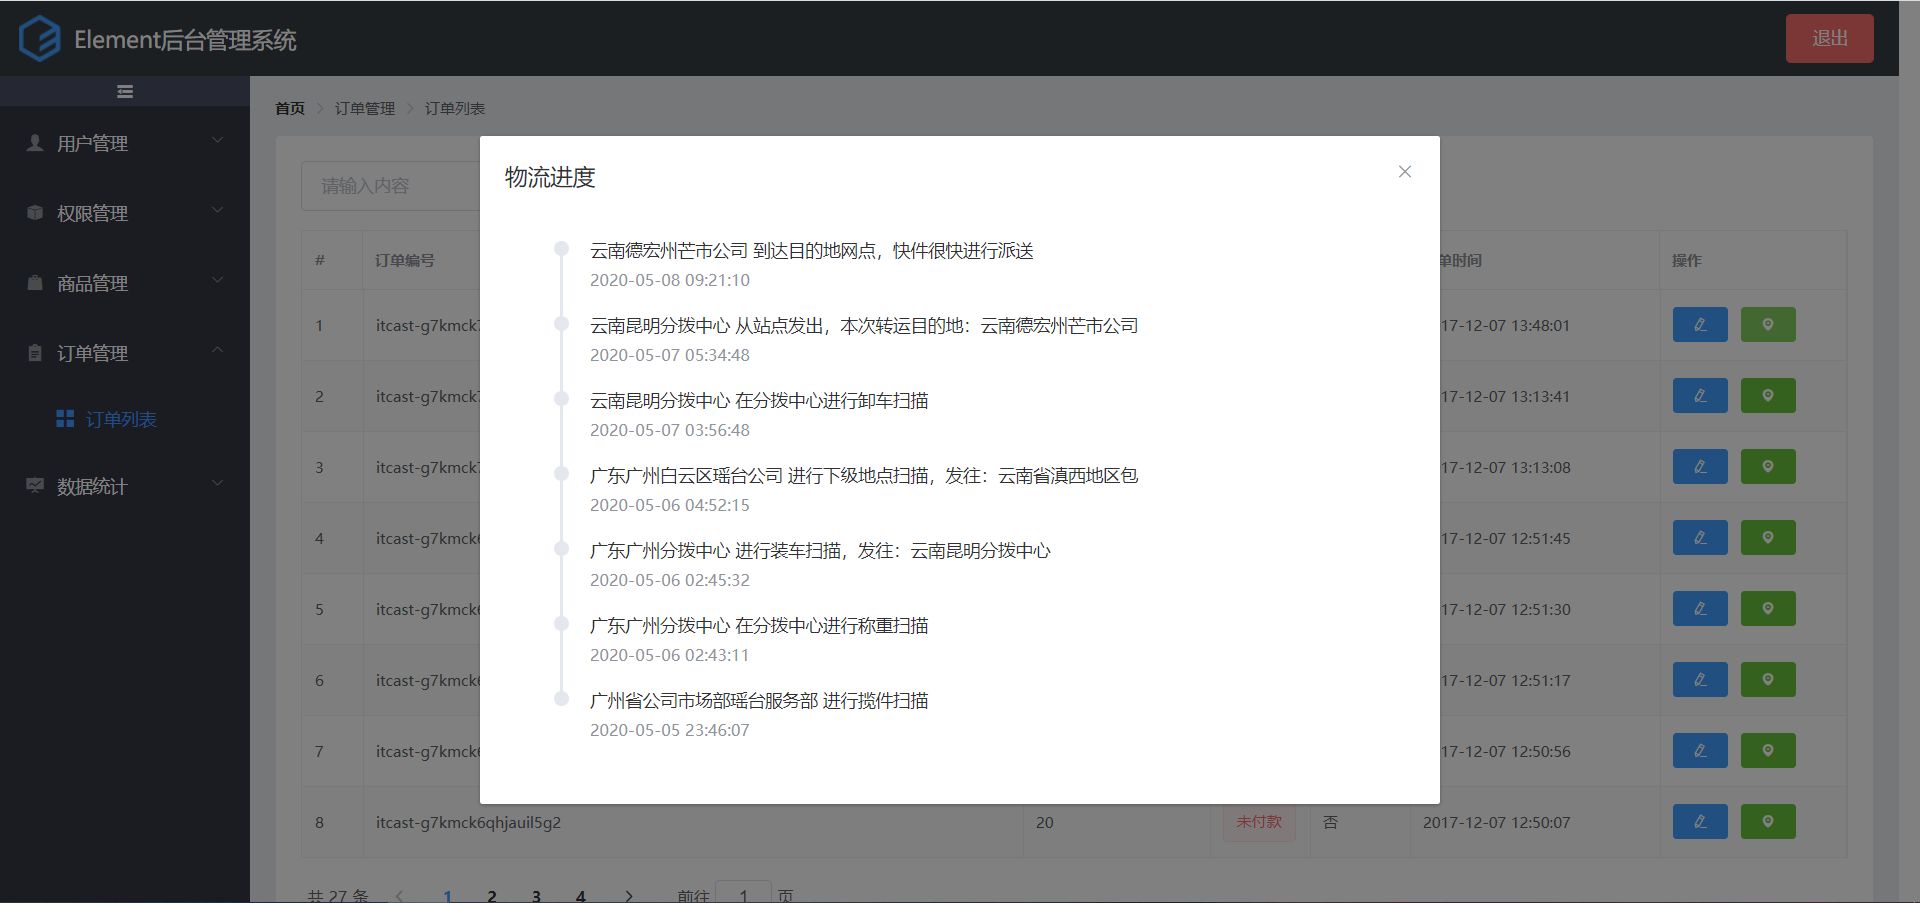 Element后台管理系统
退出
首页 订单管理 订单列表
用户管理
权限管理
商品管理
订单管理
订单列表
数据统计
请输入内容
物流进度
云南德宏州芒市公司 到达目的地网点，快件很快进行派送
2020-05-08 09:21:10
云南昆明分拨中心 从站点发出，本次转运目的地：云南德宏州芒市公司
2020-05-07 05:34:48
云南昆明分拨中心 在分拨中心进行卸车扫描
2020-05-07 03:56:48
广东广州白云区瑶台公司 进行下级地点扫描，发往：云南省滇西地区包
2020-05-06 04:52:15
广东广州分拨中心 进行装车扫描，发往：云南昆明分拨中心
2020-05-06 02:45:32
广东广州分拨中心 在分拨中心进行称重扫描
2020-05-06 02:43:11
广州省公司市场部瑶台服务部 进行揽件扫描
2020-05-05 23:46:07
# 订单编号 单时间 操作
1 itcast-g7kmck 17-12-07 13:48:01
2 itcast-g7kmck 17-12-07 13:13:41
3 itcast-g7kmck 17-12-07 13:13:08
4 itcast-g7kmck 17-12-07 12:51:45
5 itcast-g7kmck 17-12-07 12:51:30
6 itcast-g7kmck 17-12-07 12:51:17
7 itcast-g7kmck 17-12-07 12:50:56
8 itcast-g7kmck6qhjauil5g2 20 未付款 否 2017-12-07 12:50:07
共 27 条 1 2 3 4 前往 1 页